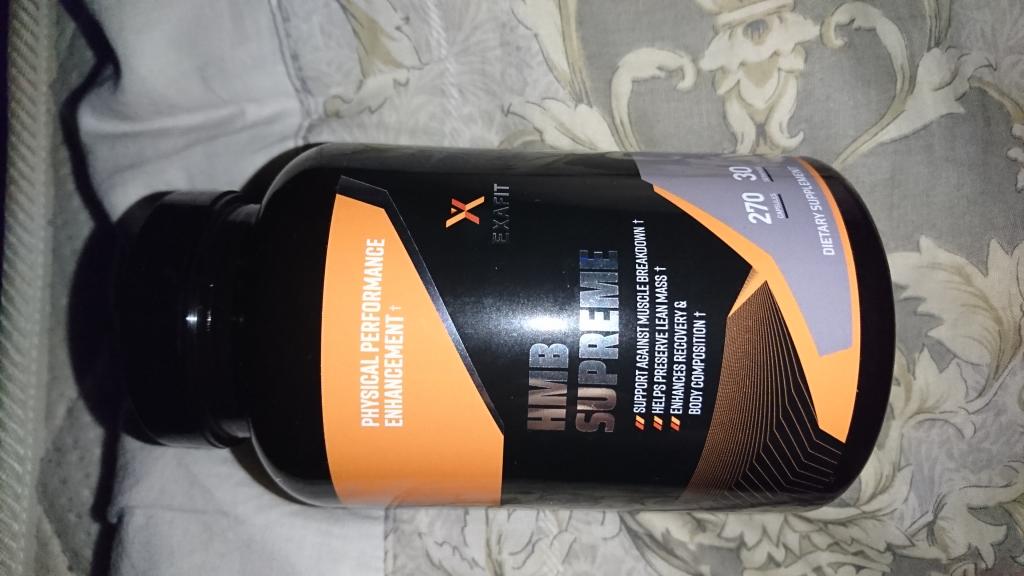 PHYSICAL PERFORMANCE
ENHANCEMENT †
EXAFIT
HMB
SUPREME
SUPPORT AGAINST MUSCLE BREAKDOWN †
HELPS PRESERVE LEAN MASS †
ENHANCES RECOVERY &
BODY COMPOSITION †
270 30
CAPSULES
DIETARY SUPPLEMENT